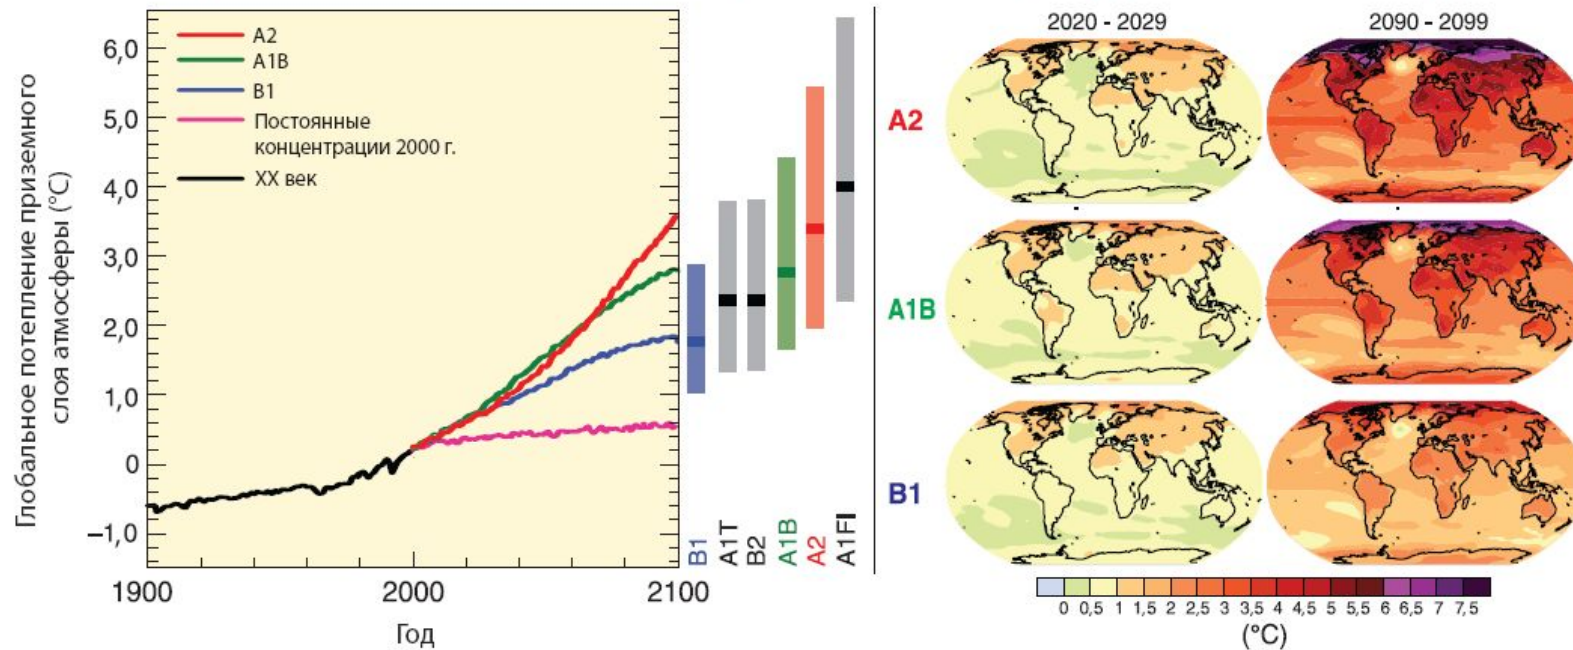 Глобальное потепление приземного
слоя атмосферы (°C)
6,0
5,0
4,0
3,0
2,0
1,0
0
−1,0
A2
A1B
B1
Постоянные
концентрации 2000 г.
XX век
1900
2000
2100
Год
B1
A1T
B2
A1B
A2
A1FI
2020 - 2029
2090 - 2099
A2
A1B
B1
0 0,5 1 1,5 2 2,5 3 3,5 4 4,5 5 5,5 6 6,5 7 7,5
(°C)